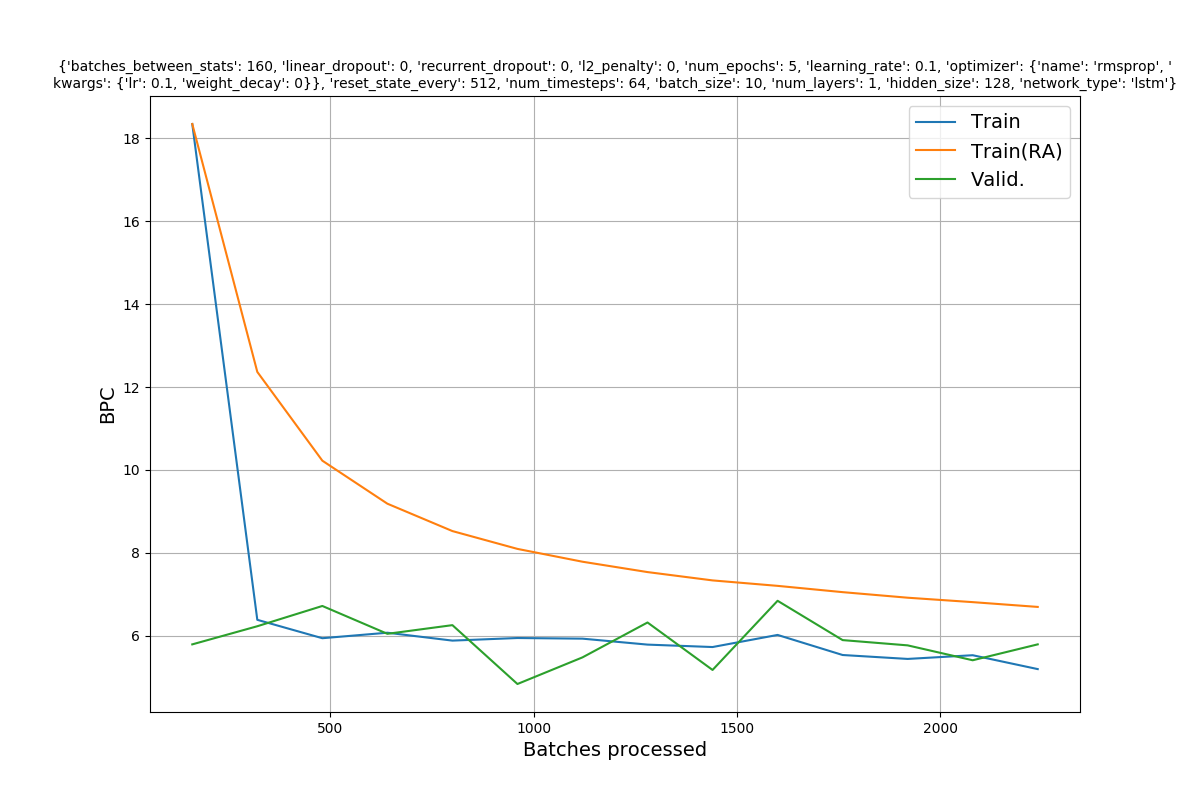 {'batches_between_stats': 160, 'linear_dropout': 0, 'recurrent_dropout': 0, 'l2_penalty': 0, 'num_epochs': 5, 'learning_rate': 0.1, 'optimizer': {'name': 'rmsprop', '
kwargs': {'lr': 0.1, 'weight_decay': 0}}, 'reset_state_every': 512, 'num_timesteps': 64, 'batch_size': 10, 'num_layers': 1, 'hidden_size': 128, 'network_type': 'lstm'}
Train
Train(RA)
Valid.
18
16
14
12
10
8
6
BPC
500 1000 1500 2000
Batches processed